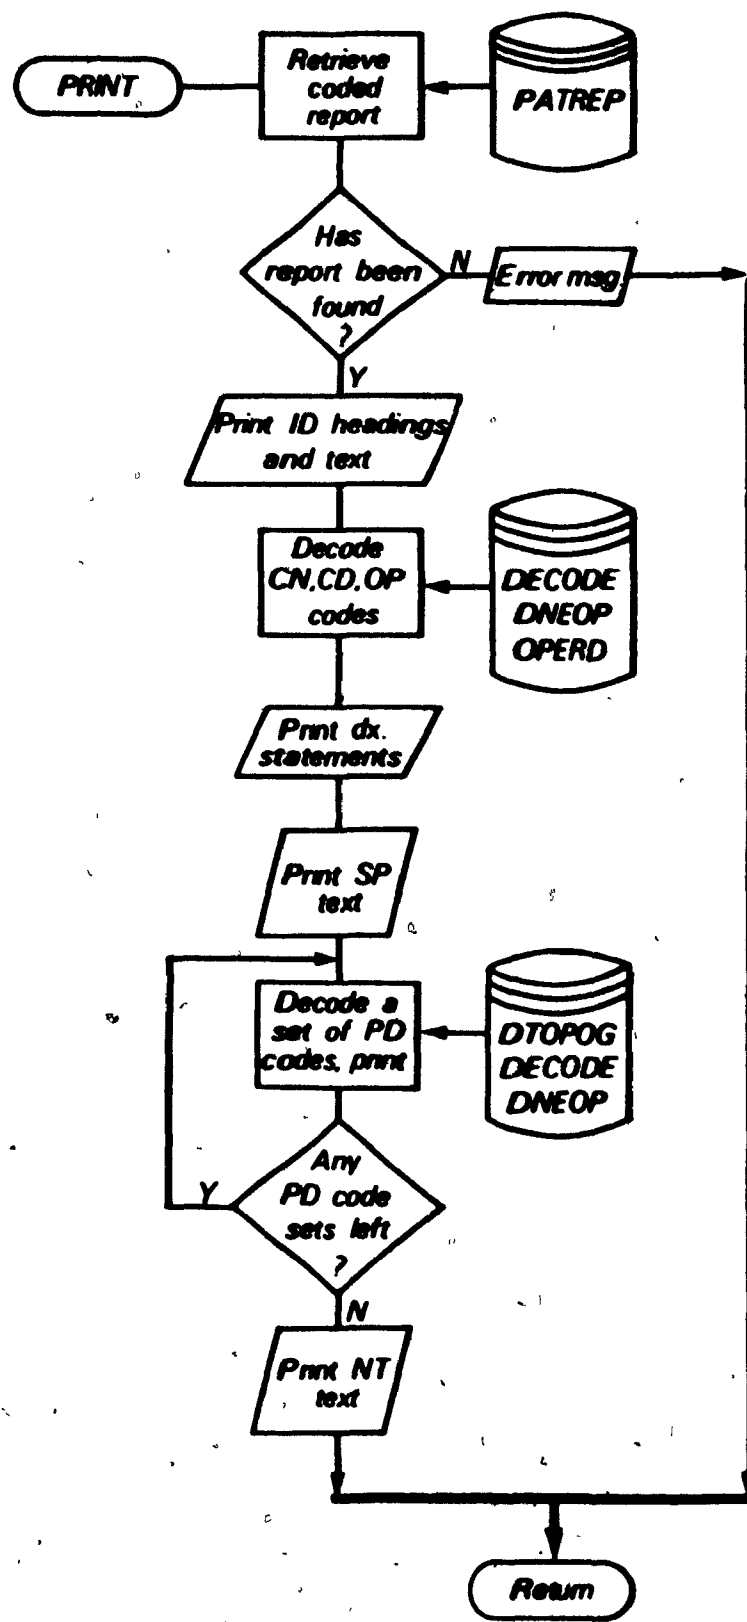 PRINT
Retrieve
coded
report
PATREP
Has
report been
found
?
N
Error msg.
Y
Print ID headings
and text
Decode
CN,CD,OP
codes
DECODE
DNEOP
OPERD
Print dx.
statements
Print SP
text
Decode a
set of PD
codes, print
DTOPOG
DECODE
DNEOP
Any
PD code
sets left
?
Y
N
Print NT
text
Return